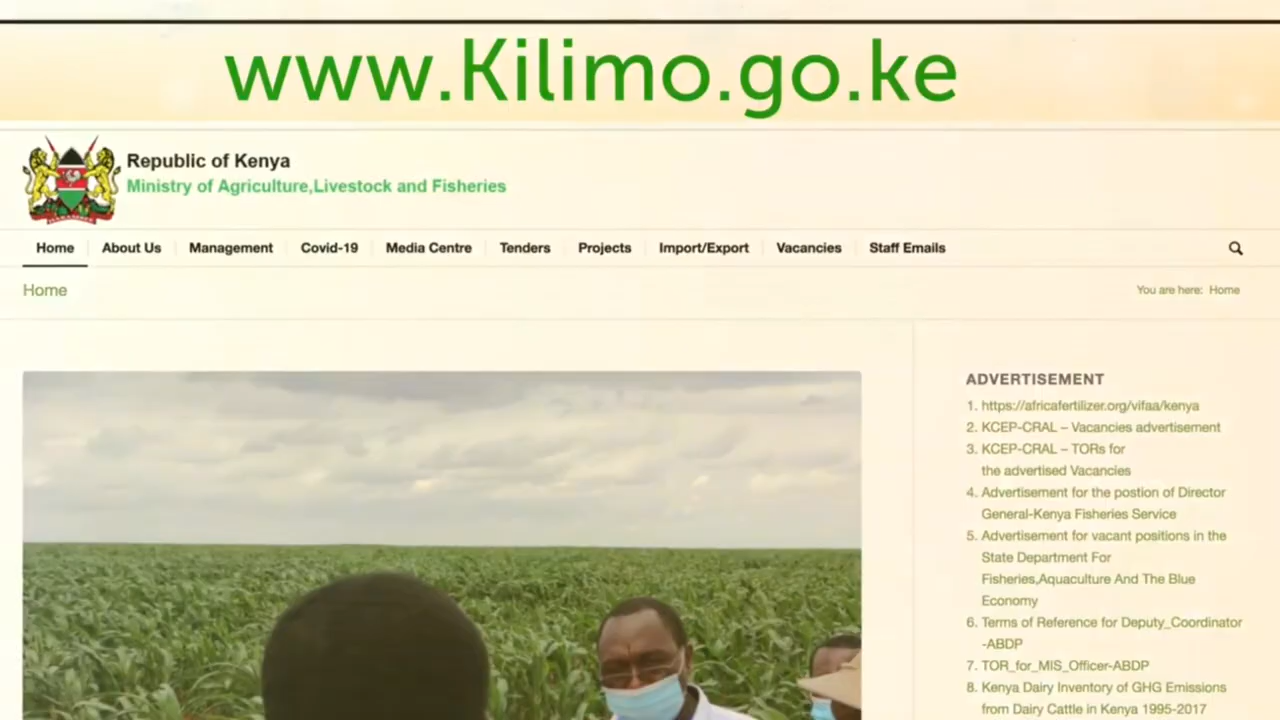 www.Kilimo.go.ke
Republic of Kenya
Ministry of Agriculture,Livestock and Fisheries
Home
About Us
Management
Covid-19
Media Centre
Tenders
Projects
Import/Export
Vacancies
Staff Emails
Home
You are here: Home
ADVERTISEMENT
1. https://africafertilizer.org/vifaa/kenya
2. KCEP-CRAL – Vacancies advertisement
3. KCEP-CRAL – TORs for
the advertised Vacancies
4. Advertisement for the postion of Director
General-Kenya Fisheries Service
5. Advertisement for vacant positions in the
State Department For
Fisheries,Aquaculture And The Blue
Economy
6. Terms of Reference for Deputy_Coordinator
-ABDP
7. TOR_for_MIS_Officer-ABDP
8. Kenya Dairy Inventory of GHG Emissions
from Dairy Cattle in Kenya 1995-2017